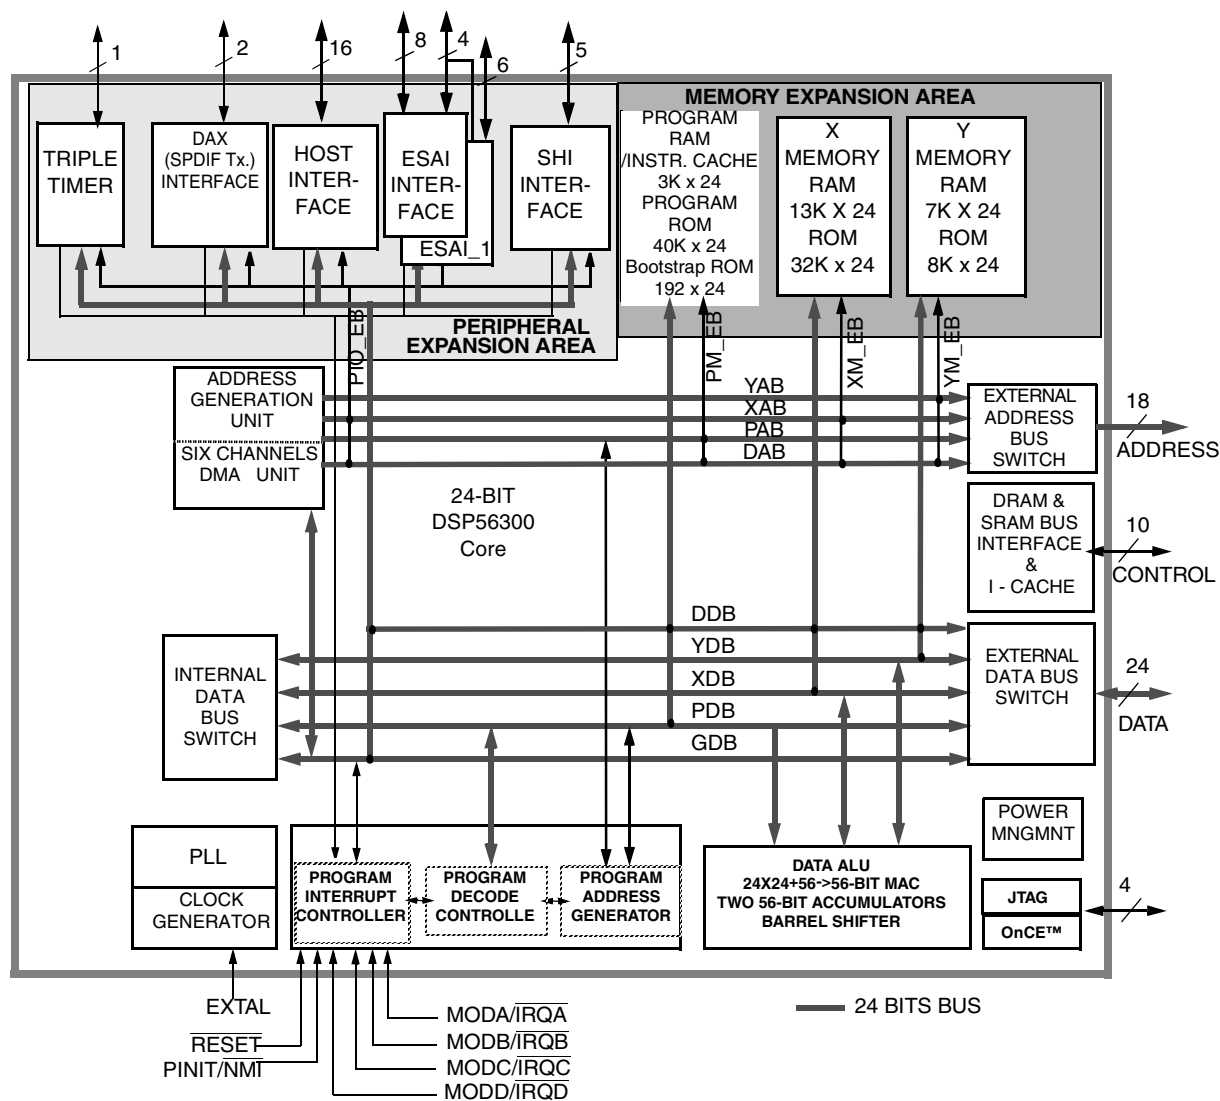 1
2
16
8
4
6
5
MEMORY EXPANSION AREA
TRIPLE
TIMER
DAX
(SPDIF Tx.)
INTERFACE
HOST
INTER-
FACE
ESAI
INTER-
FACE
ESAI_1
SHI
INTER-
FACE
PROGRAM
RAM
/INSTR. CACHE
3K x 24
PROGRAM
ROM
40K x 24
Bootstrap ROM
192 x 24
X
MEMORY
RAM
13K X 24
ROM
32K x 24
Y
MEMORY
RAM
7K X 24
ROM
8K x 24
PERIPHERAL
EXPANSION AREA
PIO_EB
PM_EB
XM_EB
YM_EB
ADDRESS
GENERATION
UNIT
SIX CHANNELS
DMA UNIT
YAB
XAB
PAB
DAB
EXTERNAL
ADDRESS
BUS
SWITCH
18
ADDRESS
24-BIT
DSP56300
Core
DRAM &
SRAM BUS
INTERFACE
&
I - CACHE
10
CONTROL
DDB
YDB
XDB
PDB
GDB
INTERNAL
DATA
BUS
SWITCH
EXTERNAL
DATA BUS
SWITCH
24
DATA
POWER
MNGMNT
PLL
CLOCK
GENERATOR
PROGRAM
INTERRUPT
CONTROLLER
PROGRAM
DECODE
CONTROLLE
PROGRAM
ADDRESS
GENERATOR
DATA ALU
24X24+56->56-BIT MAC
TWO 56-BIT ACCUMULATORS
BARREL SHIFTER
JTAG
OnCE™
4
EXTAL
RESET
PINIT/NMI
MODA/IRQA
MODB/IRQB
MODC/IRQC
MODD/IRQD
24 BITS BUS